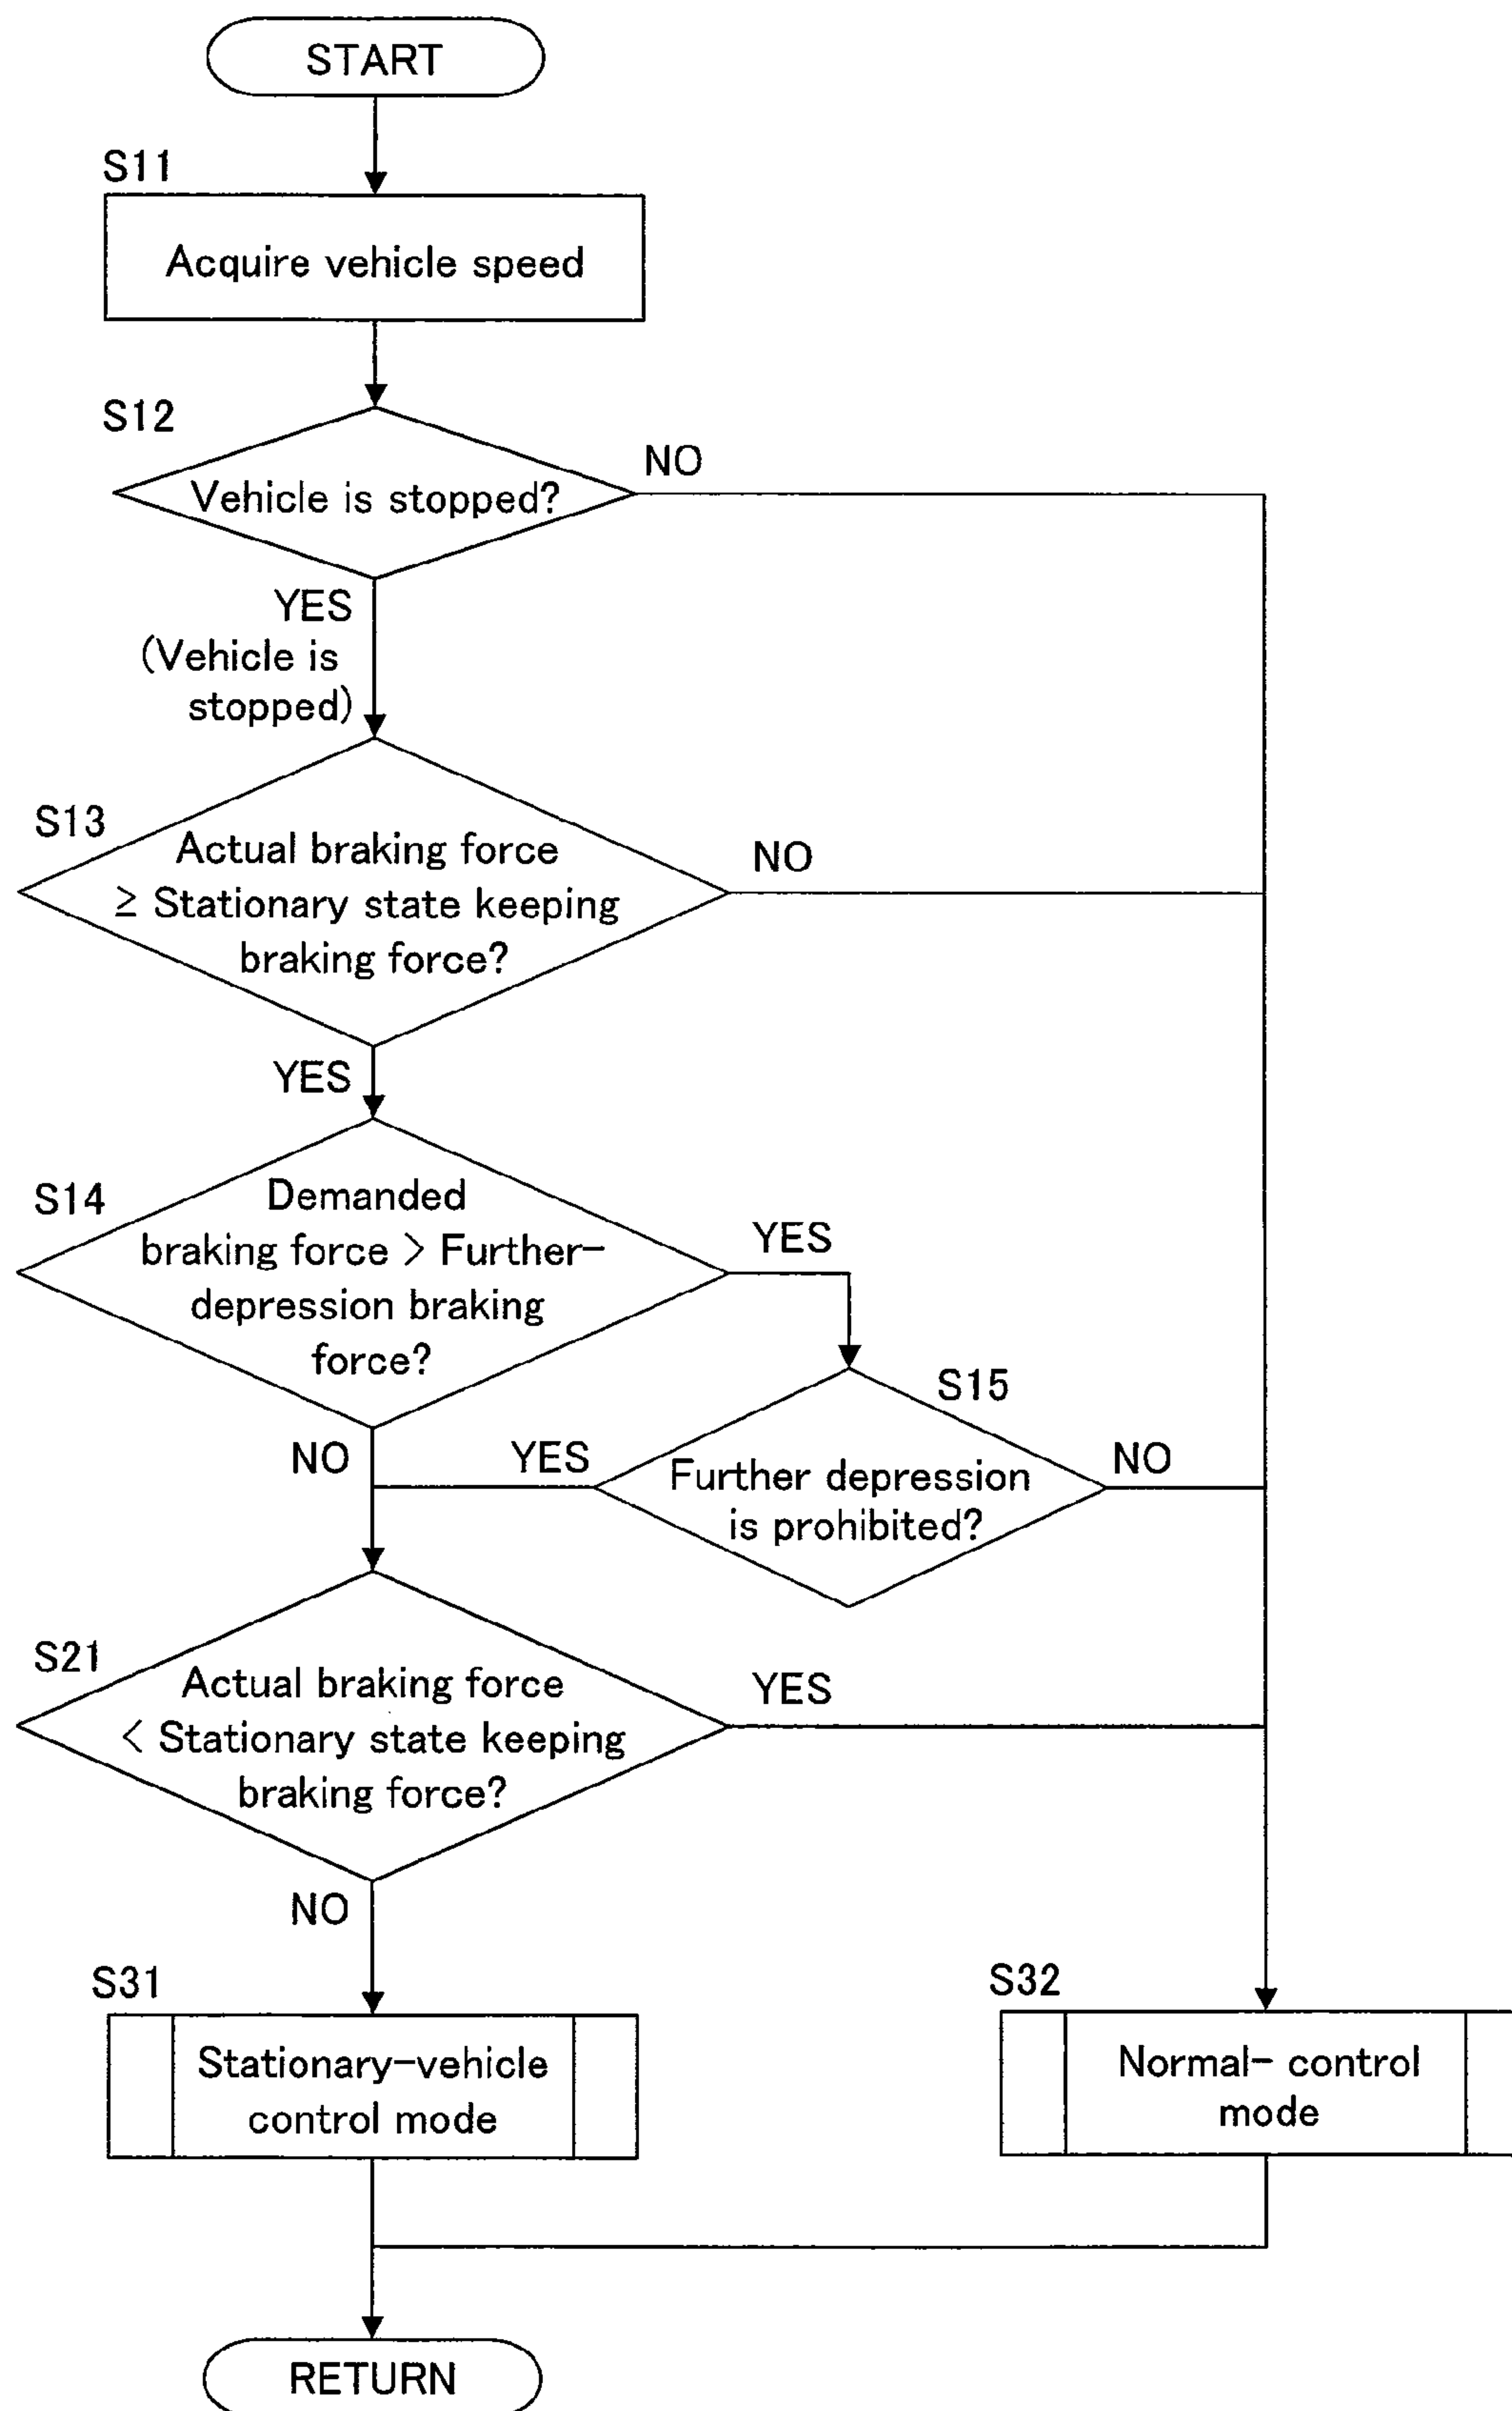 START
S11
Acquire vehicle speed
S12
Vehicle is stopped?
NO
YES
(Vehicle is
stopped)
S13
Actual braking force
≥ Stationary state keeping
braking force?
NO
YES
S14
Demanded
braking force > Further-
depression braking
force?
YES
S15
Further depression
is prohibited?
NO
YES
NO
S21
Actual braking force
< Stationary state keeping
braking force?
YES
NO
S31
Stationary-vehicle
control mode
S32
Normal- control
mode
RETURN